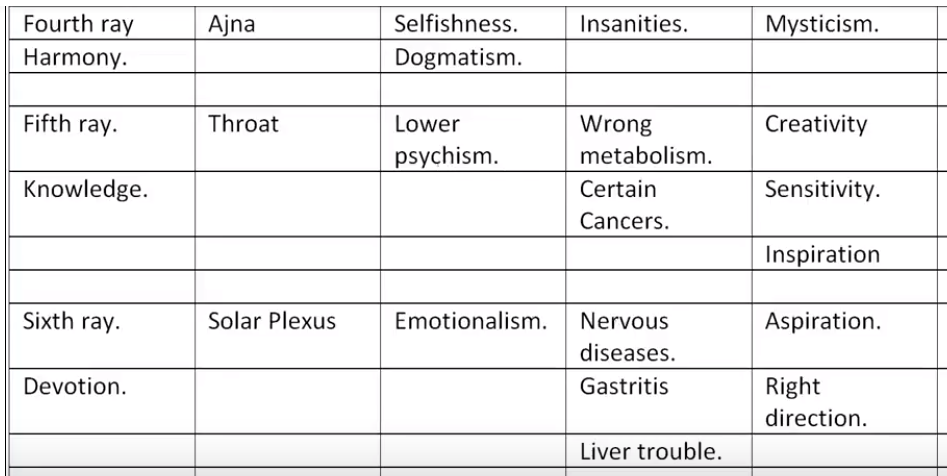 Fourth ray Ajna Selfishness. Insanities. Mysticism.
Harmony. Dogmatism.
Fifth ray. Throat Lower Wrong Creativity
psychism. metabolism.
Knowledge. Certain Sensitivity.
Cancers.
Inspiration
Sixth ray. Solar Plexus Emotionalism. Nervous Aspiration.
diseases.
Devotion. Gastritis Right
direction.
Liver trouble.